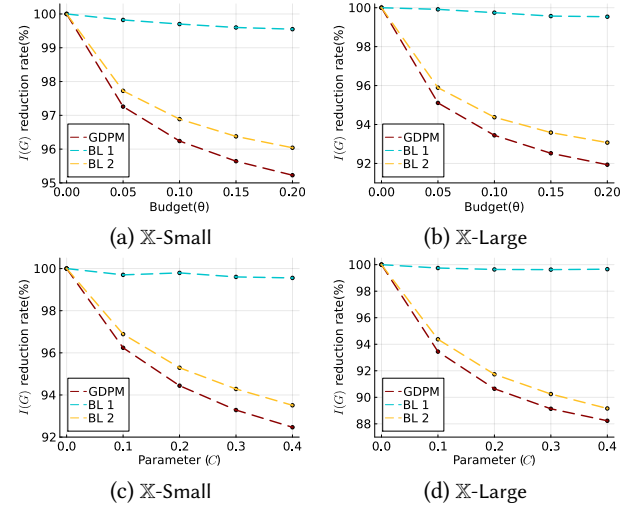 I(G) reduction rate(%)
100
99
98
97
96
95
GDPM
BL 1
BL 2
0.00 0.05 0.10 0.15 0.20
Budget(θ)
(a) 𝕏-Small
I(G) reduction rate(%)
100
98
96
94
92
GDPM
BL 1
BL 2
0.00 0.05 0.10 0.15 0.20
Budget(θ)
(b) 𝕏-Large
I(G) reduction rate(%)
100
98
96
94
92
GDPM
BL 1
BL 2
0.0 0.1 0.2 0.3 0.4
Parameter (C)
(c) 𝕏-Small
I(G) reduction rate(%)
100
98
96
94
92
90
88
GDPM
BL 1
BL 2
0.0 0.1 0.2 0.3 0.4
Parameter (C)
(d) 𝕏-Large